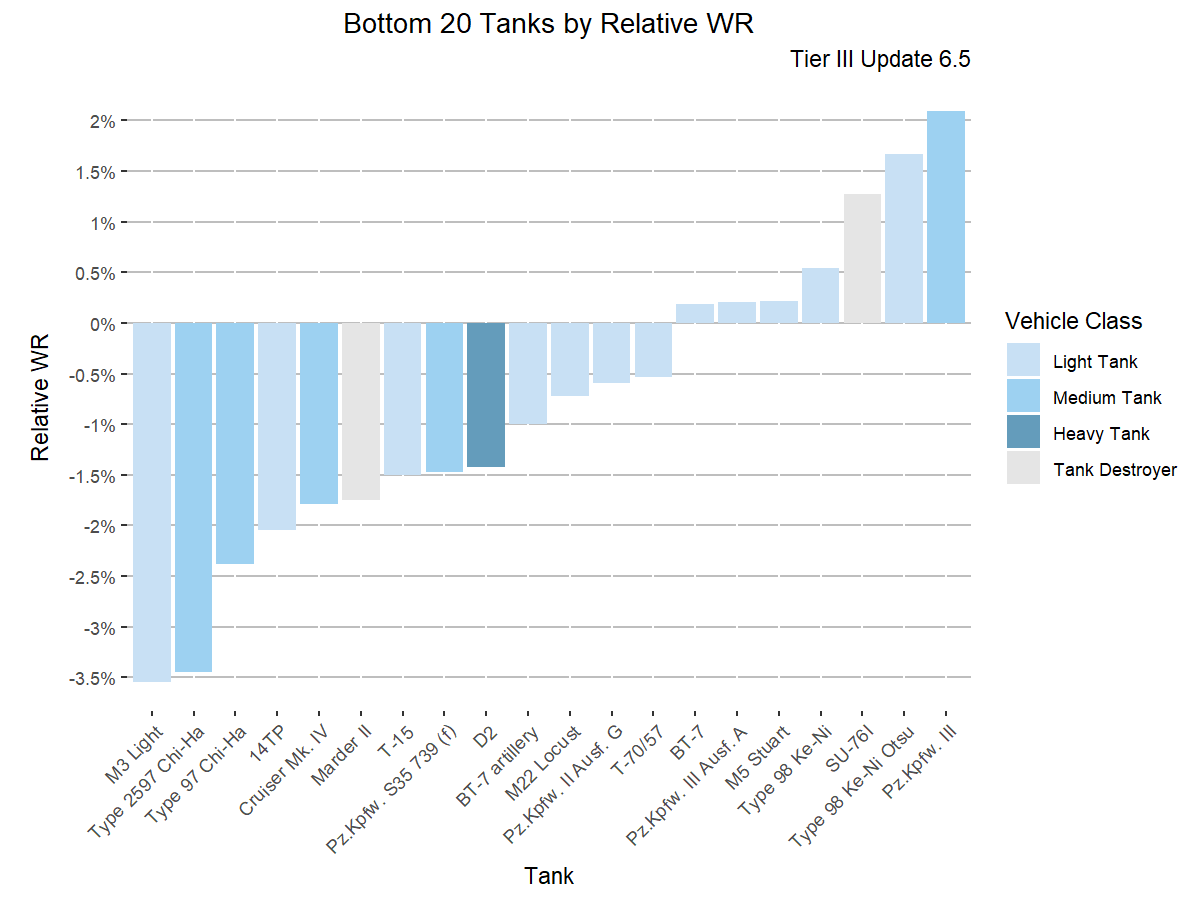 Bottom 20 Tanks by Relative WR
Tier III Update 6.5
2%
1.5%
1%
0.5%
0%
-0.5%
-1%
-1.5%
-2%
-2.5%
-3%
-3.5%
Relative WR
M3 Light
Type 2597 Chi-Ha
Type 97 Chi-Ha
14TP
Cruiser Mk. IV
Marder II
T-15
Pz.Kpfw. S35 739 (f)
D2
BT-7 artillery
M22 Locust
Pz.Kpfw. II Ausf. G
T-70/57
BT-7
Pz.Kpfw. III Ausf. A
M5 Stuart
Type 98 Ke-Ni
SU-76I
Type 98 Ke-Ni Otsu
Pz.Kpfw. III
Tank
Vehicle Class
Light Tank
Medium Tank
Heavy Tank
Tank Destroyer